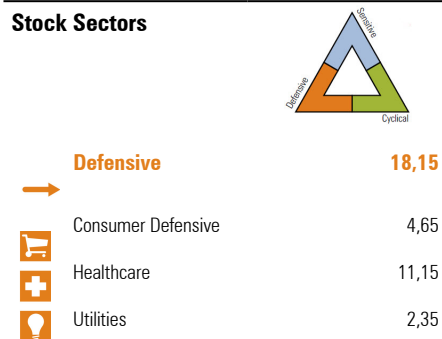 Stock Sectors
Sensitive
Defensive
Cyclical
Defensive 18,15
Consumer Defensive 4,65
Healthcare 11,15
Utilities 2,35